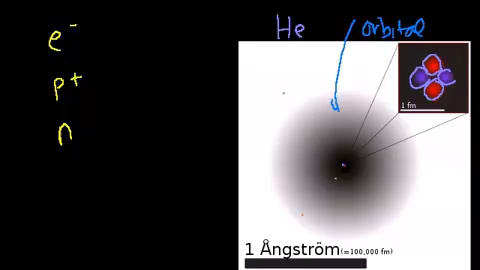 He
orbital
e⁻
p+
n
1 fm
1 Ångström (=100,000 fm)